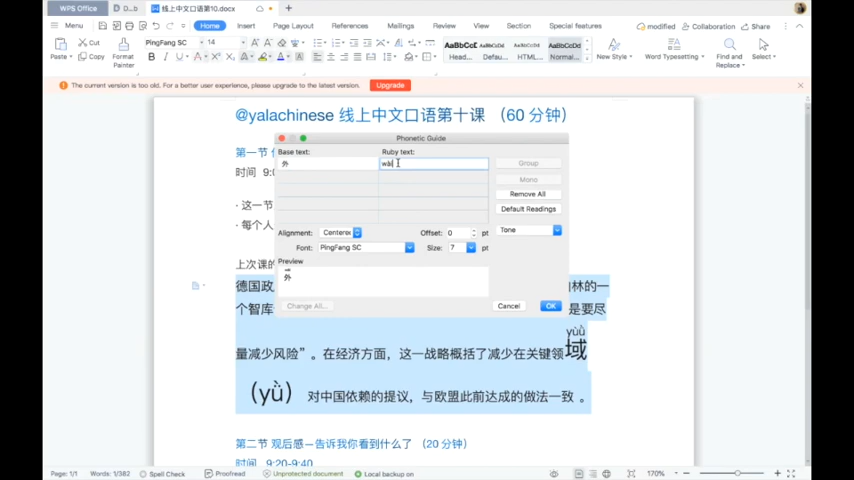 WPS Office D...b 线上中文口语第10.docx
Menu Home Insert Page Layout References Mailings Review View Section Special features modified Collaboration Share
Paste Cut Copy Format Painter PingFang SC 14 B I U A AaBbCcI Head... AaBbCcDd Defau... AaBbCcDd HTML... AaBbCcDd Normal... New Style Word Typesetting Find and Replace Select
The current version is too old. For a better user experience, please upgrade to the latest version. Upgrade
@yalachinese 线上中文口语第十课 (60 分钟)
Phonetic Guide
Base text: Ruby text:
外 Group
Mono
Remove All
Default Readings
Alignment: Centered Offset: 0 pt Tone
Font: PingFang SC Size: 7 pt
Preview
外
Change All... Cancel OK
第一节
时间 9:0
· 这一节
· 每个人
上次课的
德国政 柏林的一
个智库 是要尽
yùǔ
量减少风险”。在经济方面，这一战略概括了减少在关键领域
（yǜ） 对中国依赖的提议，与欧盟此前达成的做法一致 。
第二节 观后感—告诉我你看到什么了 （20 分钟）
时间 9:20-9:40
Page: 1/1 Words: 1/382 Spell Check Proofread Unprotected document Local backup on 170%